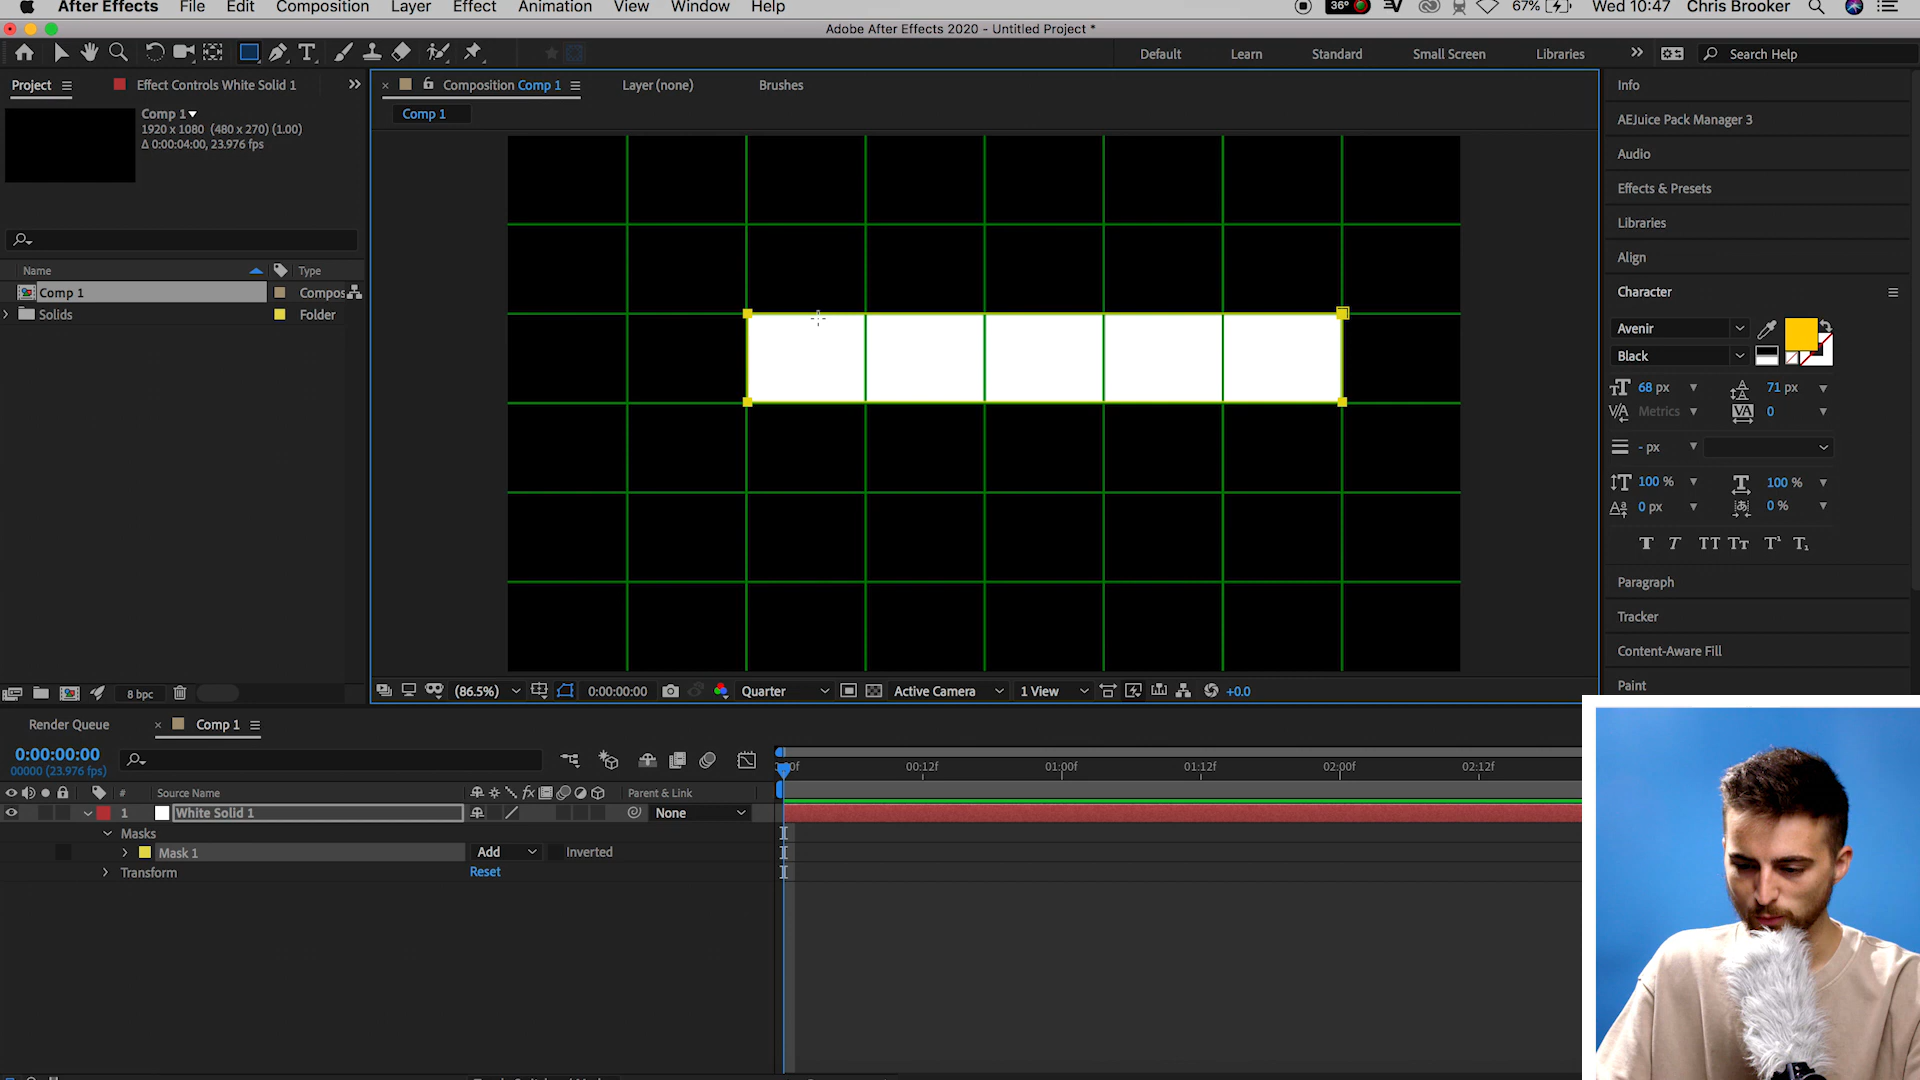 After Effects File Edit Composition Layer Effect Animation View Window Help 36° 67% Wed 10:47 Chris Brooker
Adobe After Effects 2020 - Untitled Project *
Default Learn Standard Small Screen Libraries Search Help
Project Effect Controls White Solid 1
Composition Comp 1 Layer (none) Brushes
Comp 1
Comp 1
1920 x 1080 (480 x 270) (1.00)
Δ 0:00:04:00, 23.976 fps
Name Type
Comp 1 Compos
Solids Folder
8 bpc
(86.5%) 0:00:00:00 Quarter Active Camera 1 View +0.0
Info
AEJuice Pack Manager 3
Audio
Effects & Presets
Libraries
Align
Character
Avenir
Black
68 px 71 px
Metrics 0
- px
100 % 100 %
0 px 0 %
T T TT Tr T¹ T₁
Paragraph
Tracker
Content-Aware Fill
Paint
Render Queue Comp 1
0:00:00:00
00000 (23.976 fps)
00f 00:12f 01:00f 01:12f 02:00f 02:12f
# Source Name Parent & Link
1 White Solid 1 None
Masks
Mask 1 Add Inverted
Transform Reset